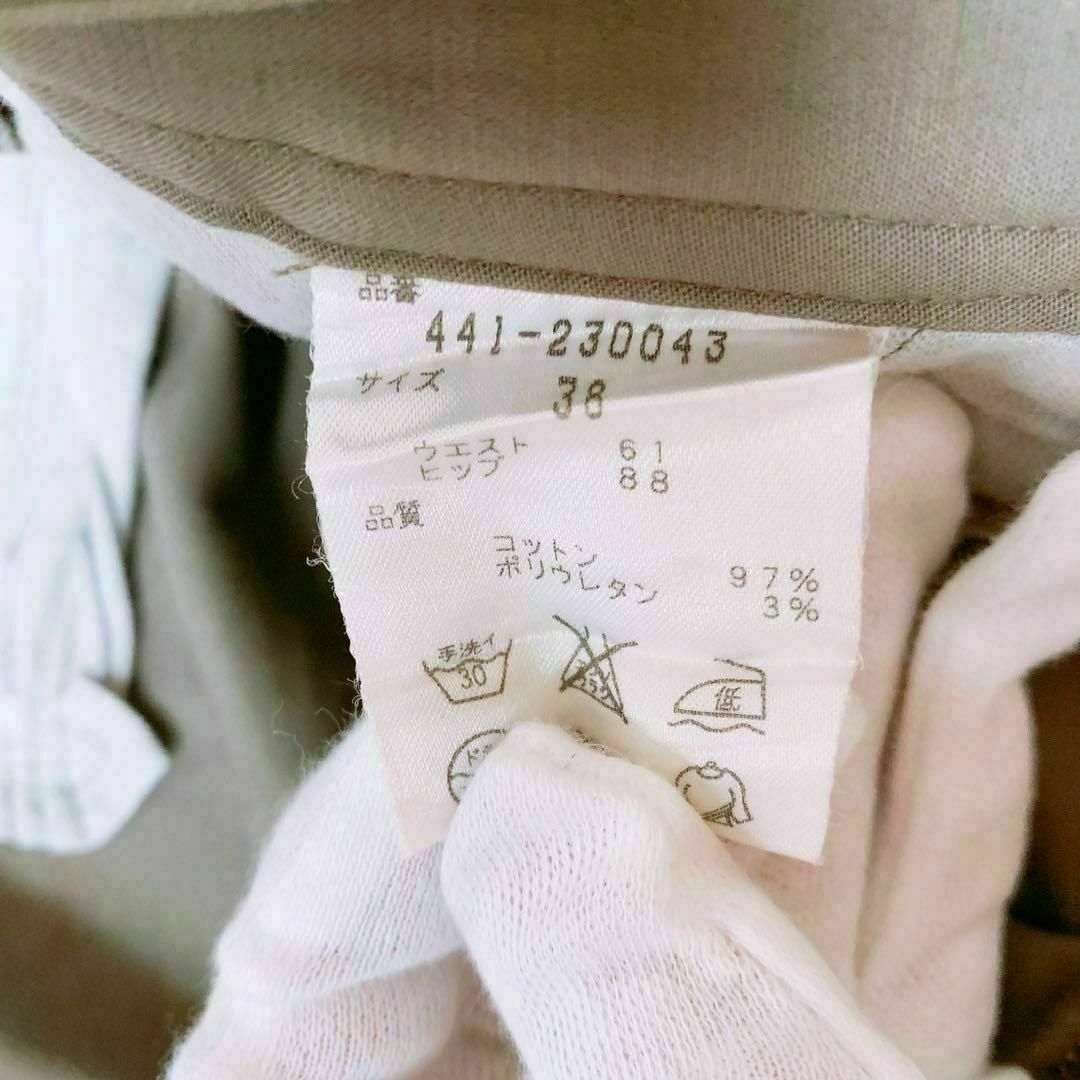 品番
441-230043
サイズ 38
ウエスト 61
ヒップ 88
品質
コットン 97%
ポリウレタン 3%
手洗イ
30
低